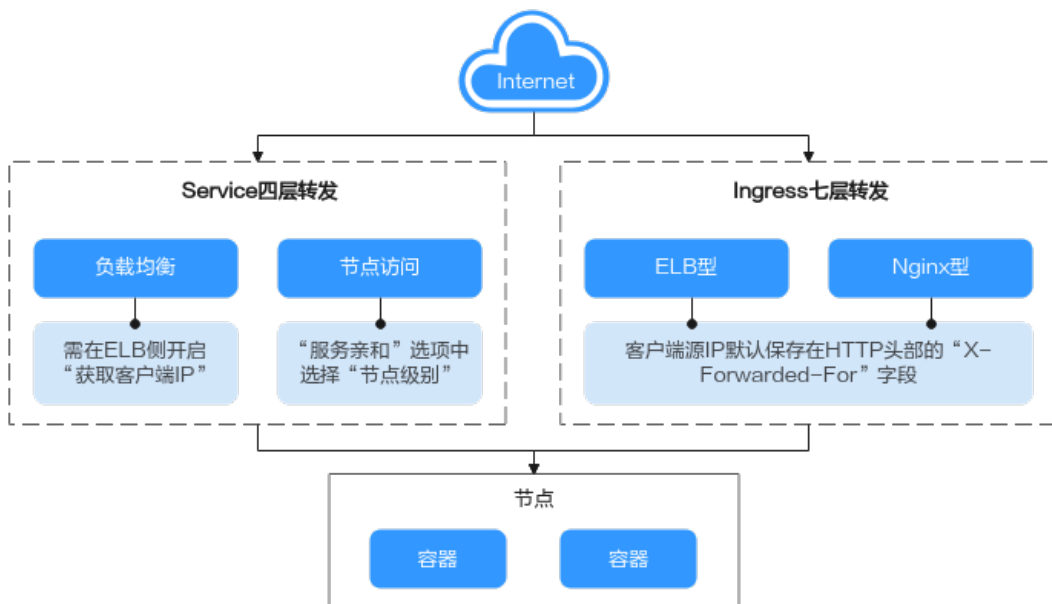 Internet
Service四层转发
Ingress七层转发
负载均衡
节点访问
ELB型
Nginx型
需在ELB侧开启
“获取客户端IP”
“服务亲和”选项中
选择“节点级别”
客户端源IP默认保存在HTTP头部的“X-
Forwarded-For”字段
节点
容器
容器